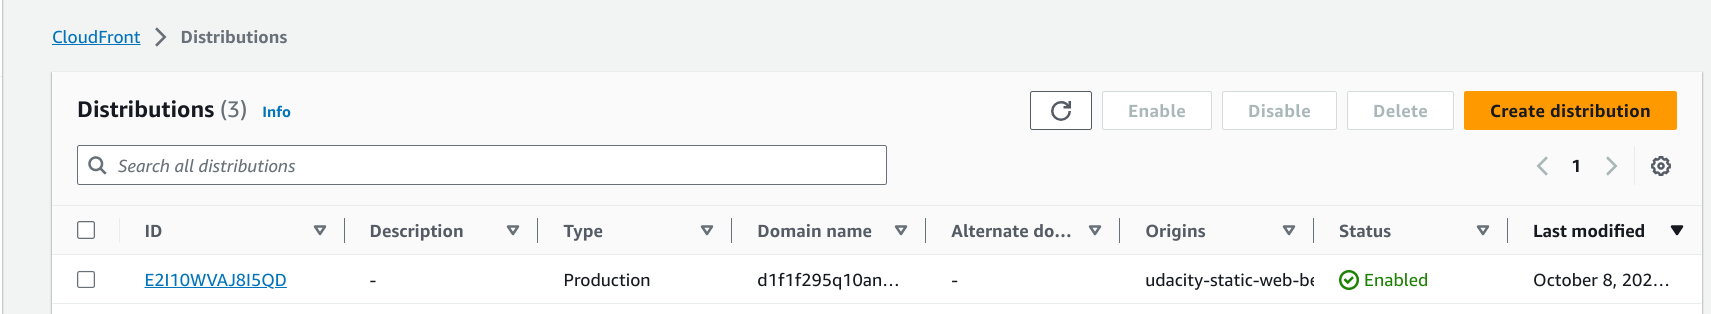 CloudFront > Distributions
Distributions (3) Info
Enable Disable Delete Create distribution
Search all distributions
1
ID Description Type Domain name Alternate do... Origins Status Last modified
E2I10WVAJ8I5QD - Production d1f1f295q10an... - udacity-static-web-be Enabled October 8, 202...